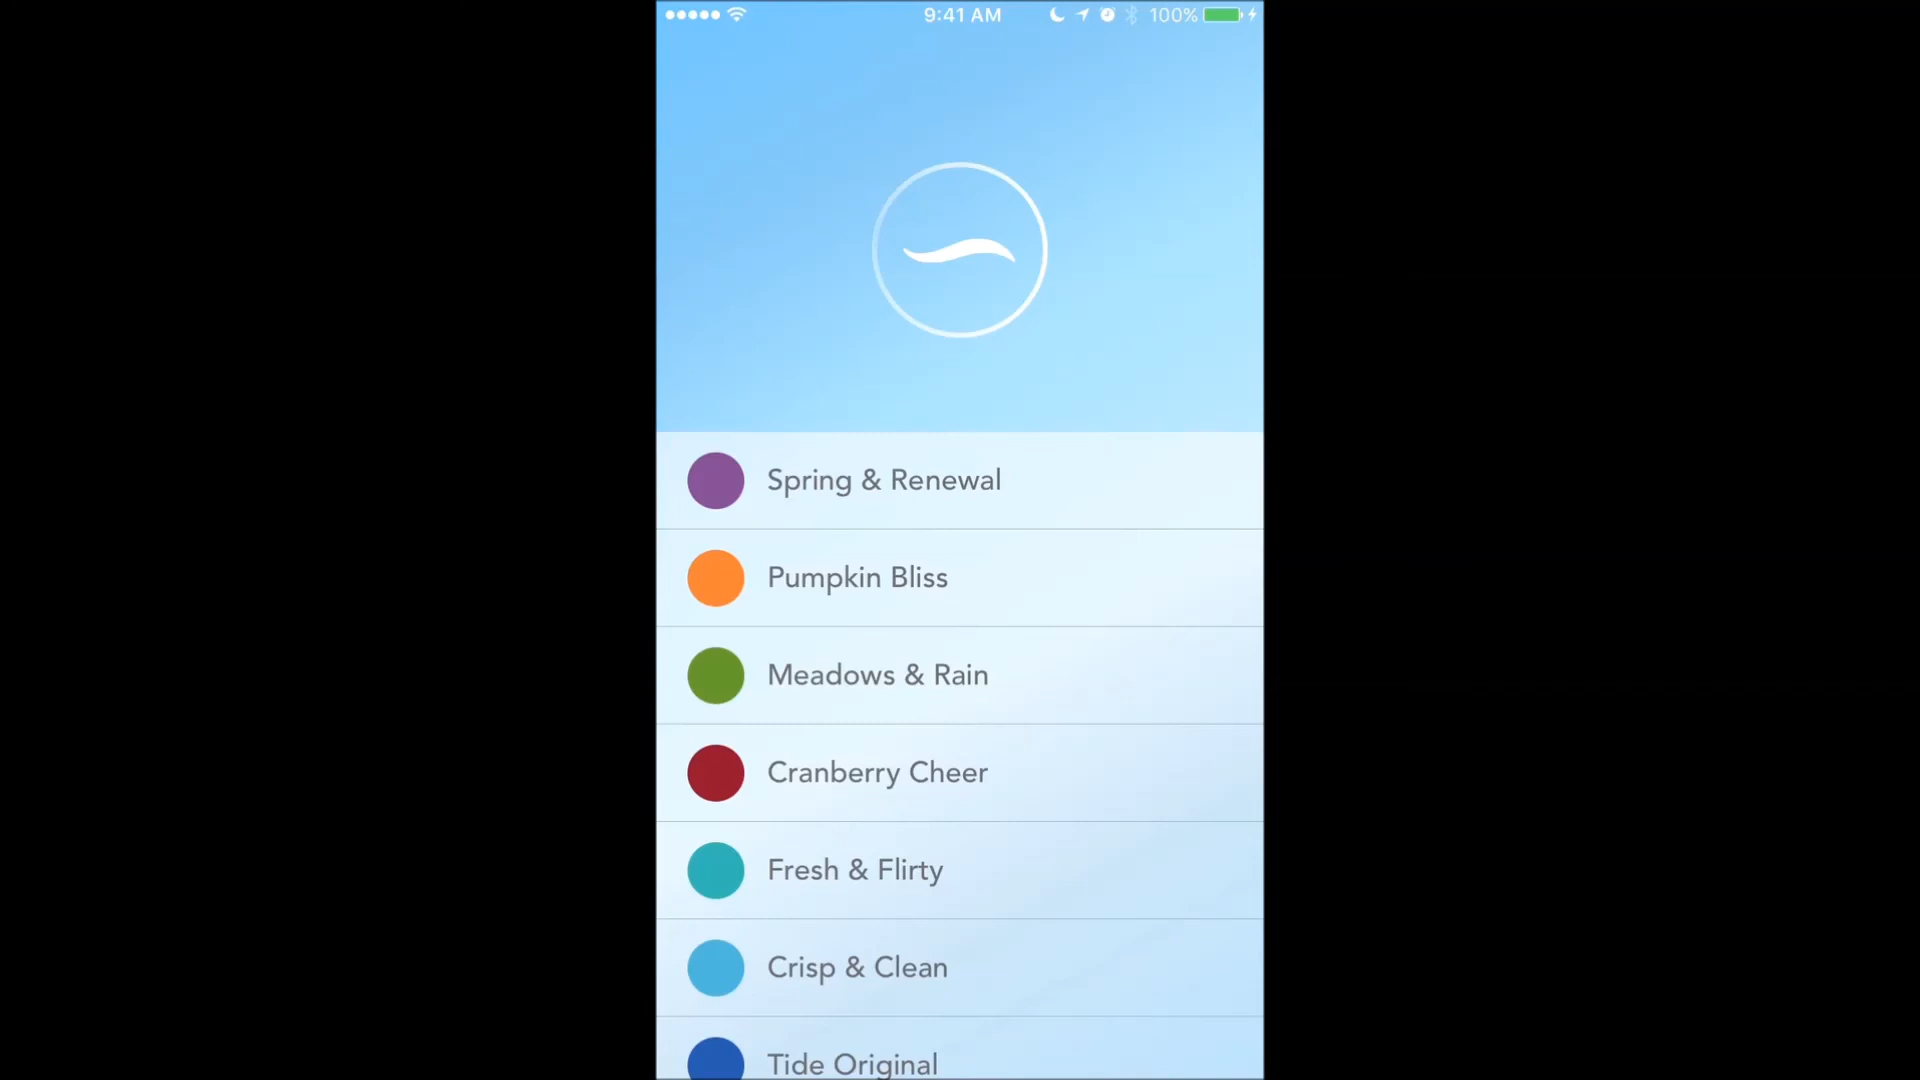 9:41 AM 100%
Spring & Renewal
Pumpkin Bliss
Meadows & Rain
Cranberry Cheer
Fresh & Flirty
Crisp & Clean
Tide Original